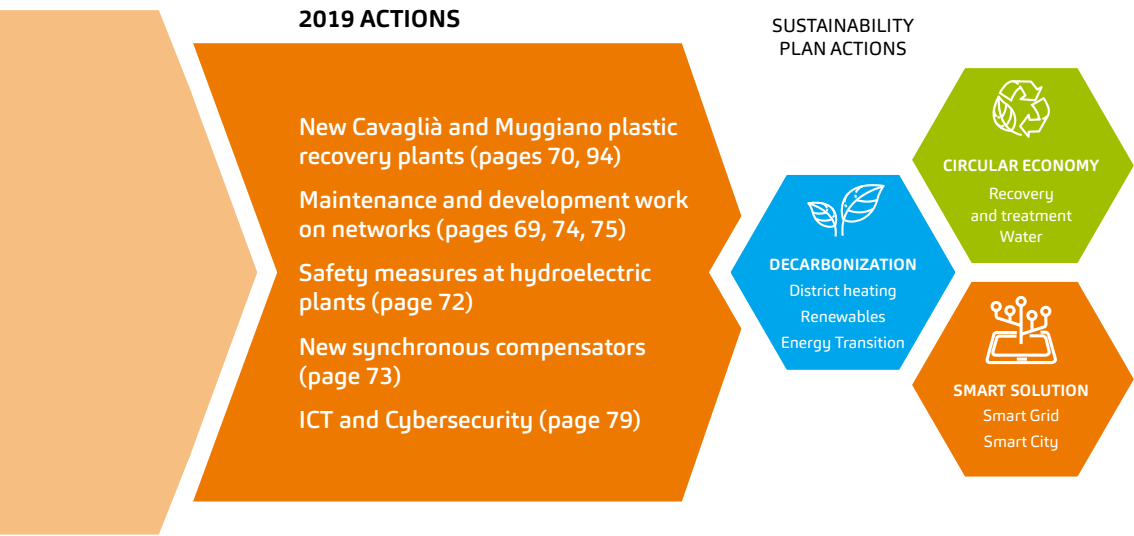 2019 ACTIONS
New Cavaglià and Muggiano plastic
recovery plants (pages 70, 94)
Maintenance and development work
on networks (pages 69, 74, 75)
Safety measures at hydroelectric
plants (page 72)
New synchronous compensators
(page 73)
ICT and Cybersecurity (page 79)
SUSTAINABILITY
PLAN ACTIONS
DECARBONIZATION
District heating
Renewables
Energy Transition
CIRCULAR ECONOMY
Recovery
and treatment
Water
SMART SOLUTION
Smart Grid
Smart City